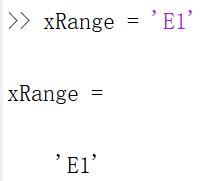 >> xRange = 'E1'
xRange =
'E1'